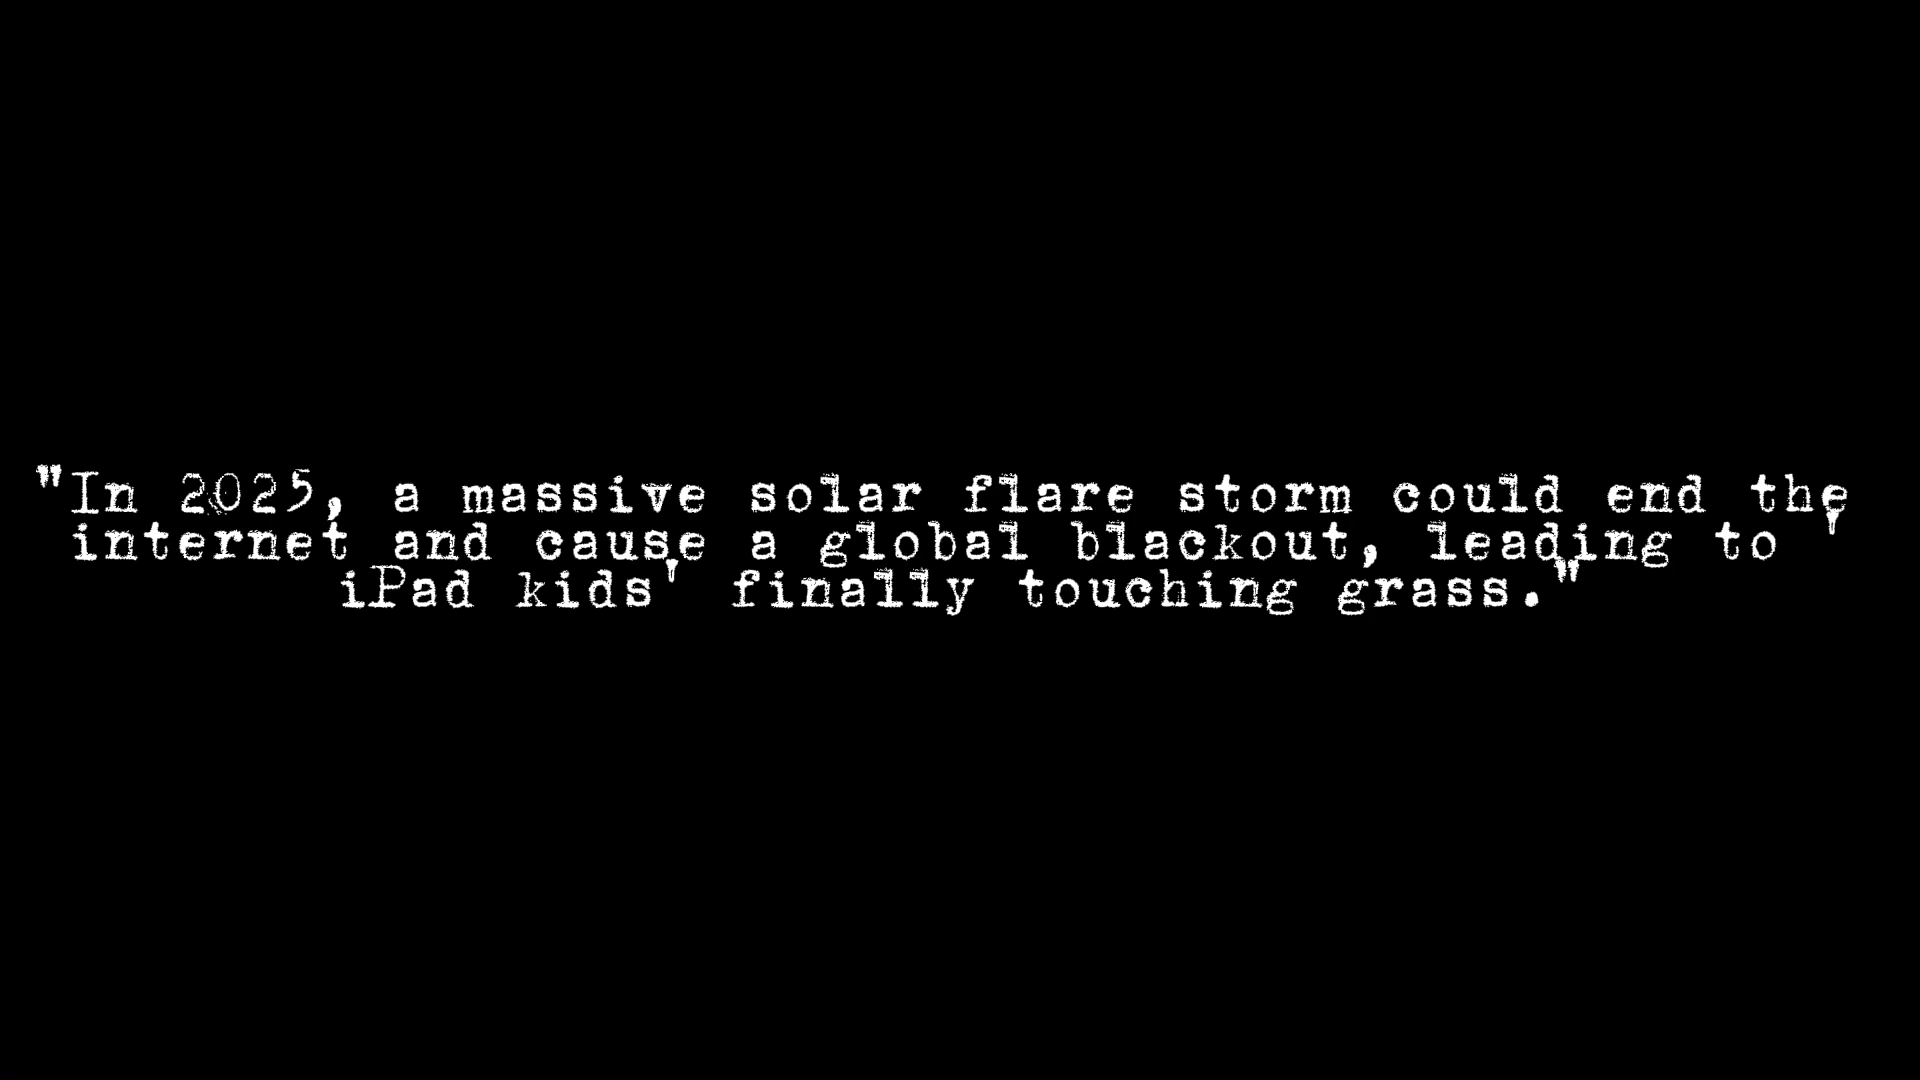 "In 2025, a massive solar flare storm could end the
internet and cause a global blackout, leading to '
iPad kids' finally touching grass."